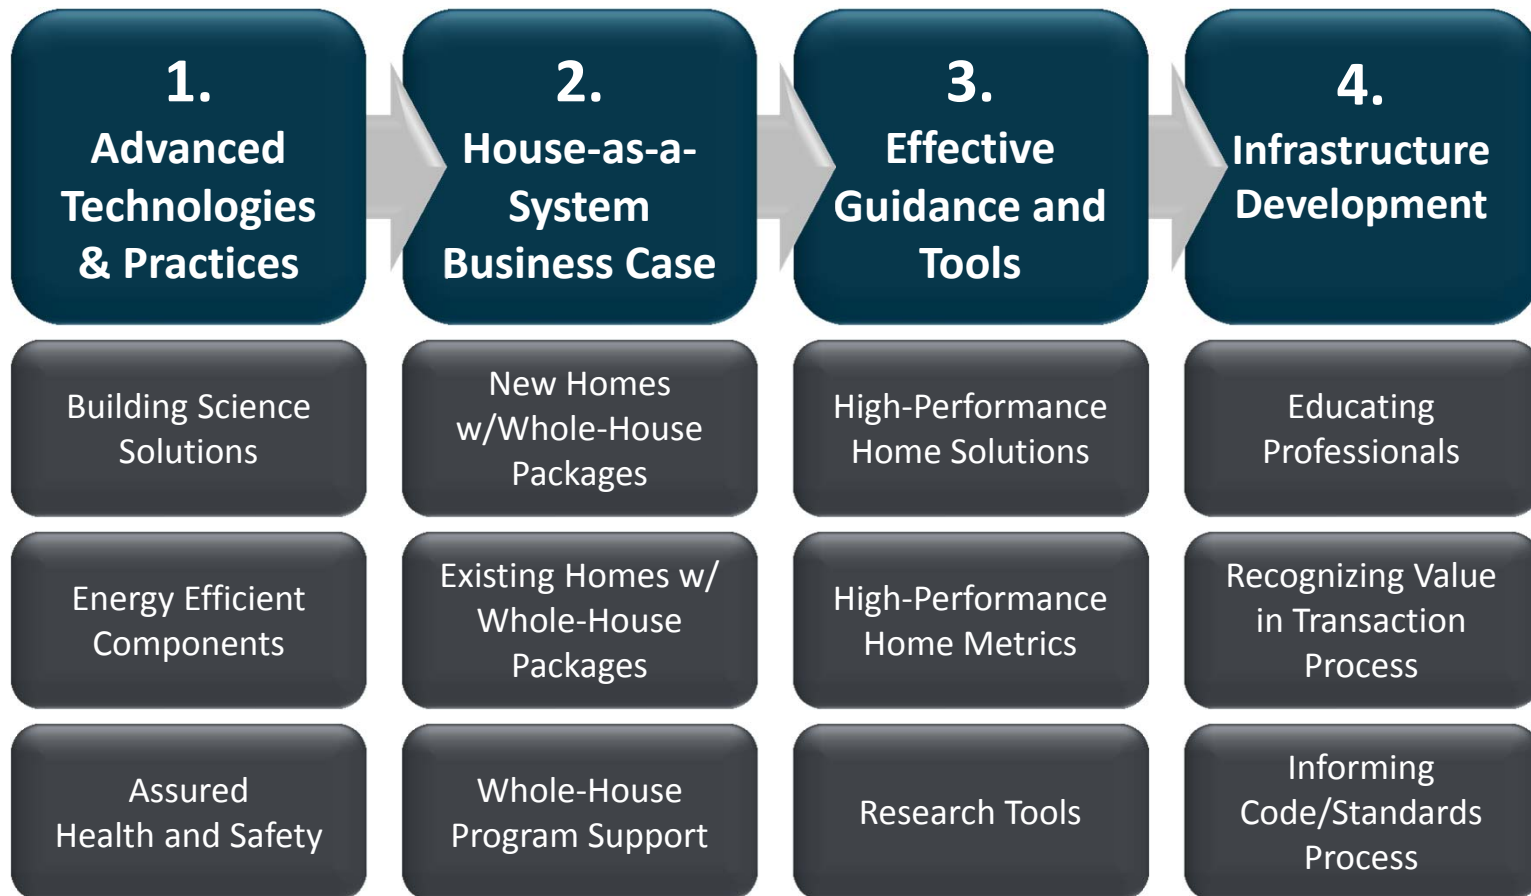 1.
Advanced
Technologies
& Practices
2.
House-as-a-
System
Business Case
3.
Effective
Guidance and
Tools
4.
Infrastructure
Development
Building Science
Solutions
New Homes
w/Whole-House
Packages
High-Performance
Home Solutions
Educating
Professionals
Energy Efficient
Components
Existing Homes w/
Whole-House
Packages
High-Performance
Home Metrics
Recognizing Value
in Transaction
Process
Assured
Health and Safety
Whole-House
Program Support
Research Tools
Informing
Code/Standards
Process